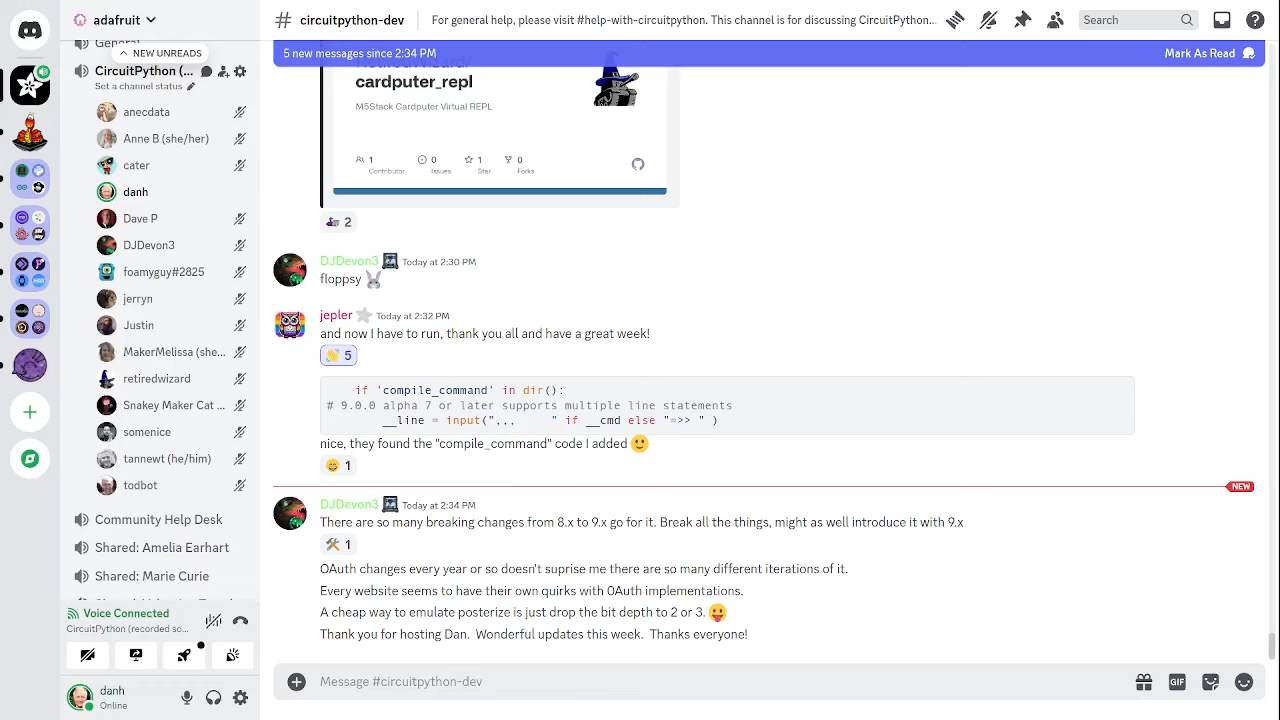 adafruit
# circuitpython-dev
For general help, please visit #help-with-circuitpython. This channel is for discussing CircuitPython...
Search
General
NEW UNREADS
CircuitPython (...
Set a channel status
anecdata
Anne B (she/her)
cater
danh
Dave P
DJDevon3
foamyguy#2825
jerryn
Justin
MakerMelissa (she...
retiredwizard
Snakey Maker Cat ...
somenice
tannewt (he/him)
todbot
Community Help Desk
Shared: Amelia Earhart
Shared: Marie Curie
Voice Connected
CircuitPython (recorded so...
danh
Online
5 new messages since 2:34 PM
Mark As Read
cardputer_repl
M5Stack Cardputer Virtual REPL
1
Contributor
0
Issues
1
Star
0
Forks
2
DJDevon3 Today at 2:30 PM
floppsy
jepler Today at 2:32 PM
and now I have to run, thank you all and have a great week!
5
if 'compile_command' in dir():
# 9.0.0 alpha 7 or later supports multiple line statements
__line = input("...     " if __cmd else "=>> " )
nice, they found the "compile_command" code I added
1
NEW
DJDevon3 Today at 2:34 PM
There are so many breaking changes from 8.x to 9.x go for it. Break all the things, might as well introduce it with 9.x
1
OAuth changes every year or so doesn't suprise me there are so many different iterations of it.
Every website seems to have their own quirks with 0Auth implementations.
A cheap way to emulate posterize is just drop the bit depth to 2 or 3.
Thank you for hosting Dan.  Wonderful updates this week.  Thanks everyone!
Message #circuitpython-dev
GIF